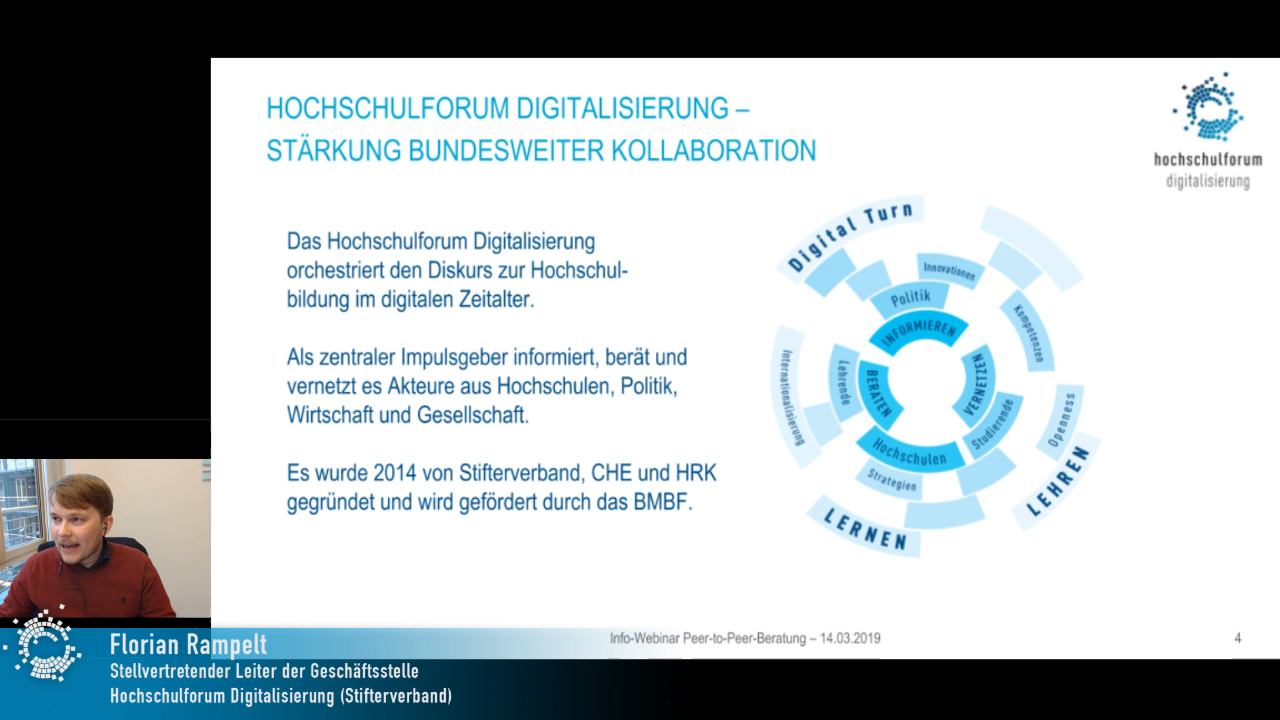 HOCHSCHULFORUM DIGITALISIERUNG –
STÄRKUNG BUNDESWEITER KOLLABORATION
hochschulforum
digitalisierung
Das Hochschulforum Digitalisierung
orchestriert den Diskurs zur Hochschul-
bildung im digitalen Zeitalter.
Als zentraler Impulsgeber informiert, berät und
vernetzt es Akteure aus Hochschulen, Politik,
Wirtschaft und Gesellschaft.
Es wurde 2014 von Stifterverband, CHE und HRK
gegründet und wird gefördert durch das BMBF.
Digital Turn
Innovationen
Politik
INFORMIEREN
Kompetenzen
Internationalisierung
Lehrende
BERATEN
VERNETZEN
Studierende
Openness
Hochschulen
Strategien
LEHREN
LERNEN
Info-Webinar Peer-to-Peer-Beratung – 14.03.2019
4
Florian Rampelt
Stellvertretender Leiter der Geschäftsstelle
Hochschulforum Digitalisierung (Stifterverband)